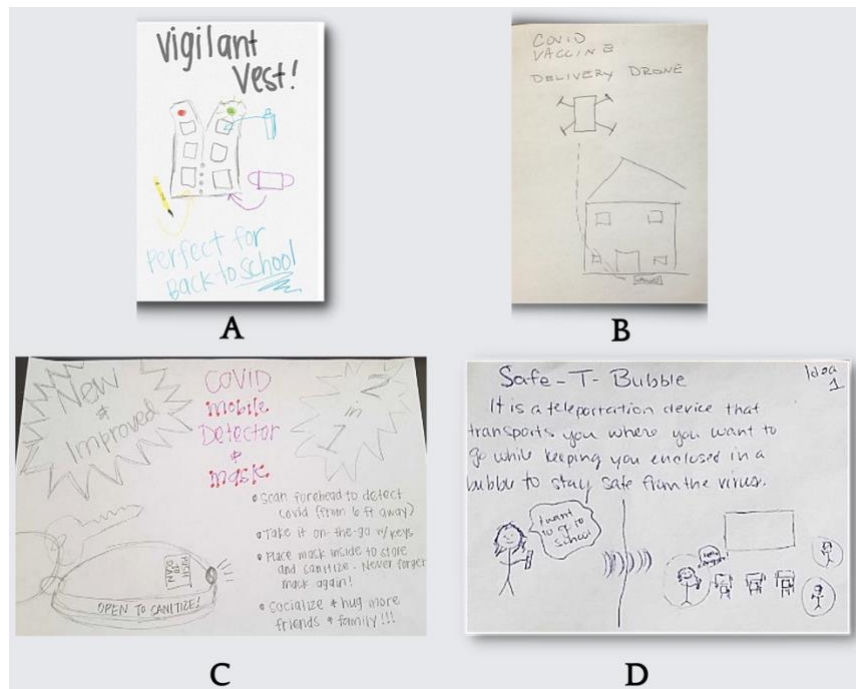 Vigilant
Vest!
Perfect for
Back to School
A
COVID
VACCINE
DELIVERY DRONE
B
New
&
Improved
COVID
Mobile
Detector
&
mask
2
in
1
• Scan forehead to detect
covid (from 6 ft away)
• Take it on-the-go w/keys
• Place mask inside to store
and sanitize. Never forget
mask again!
• Socialize & hug more
friends & family!!!
OPEN TO SANITIZE!
C
Safe-T-Bubble
Idea
1
It is a teleportation device that
transports you where you want to
go while keeping you enclosed in a
bubble to stay safe from the virus.
I want
to go to
school
D